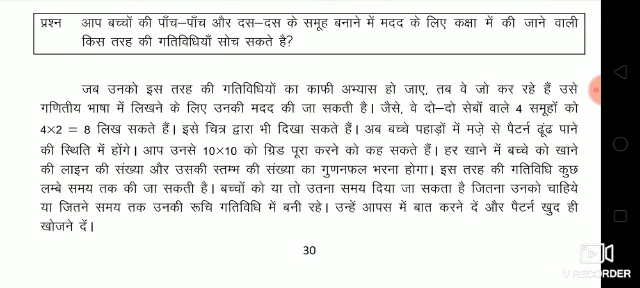 प्रश्न आप बच्चों की पाँच–पाँच और दस–दस के समूह बनाने में मदद के लिए कक्षा में की जाने वाली
किस तरह की गतिविधियाँ सोच सकते है?
जब उनको इस तरह की गतिविधियों का काफी अभ्यास हो जाए, तब वे जो कर रहे हैं उसे
गणितीय भाषा में लिखने के लिए उनकी मदद की जा सकती है। जैसे, वे दो–दो सेबों वाले 4 समूहों को
4×2 = 8 लिख सकते हैं। इसे चित्र द्वारा भी दिखा सकते हैं। अब बच्चे पहाड़ों में मज़े से पैटर्न ढूंढ पाने
की स्थिति में होंगे। आप उनसे 10×10 को ग्रिड पूरा करने को कह सकते हैं। हर खाने में बच्चे को खाने
की लाइन की संख्या और उसकी स्तम्भ की संख्या का गुणनफल भरना होगा। इस तरह की गतिविधि कुछ
लम्बे समय तक की जा सकती है। बच्चों को या तो उतना समय दिया जा सकता है जितना उनको चाहिये
या जितने समय तक उनकी रूचि गतिविधि में बनी रहे। उन्हें आपस में बात करने दें और पैटर्न खुद ही
खोजने दें।
30
V RECORDER